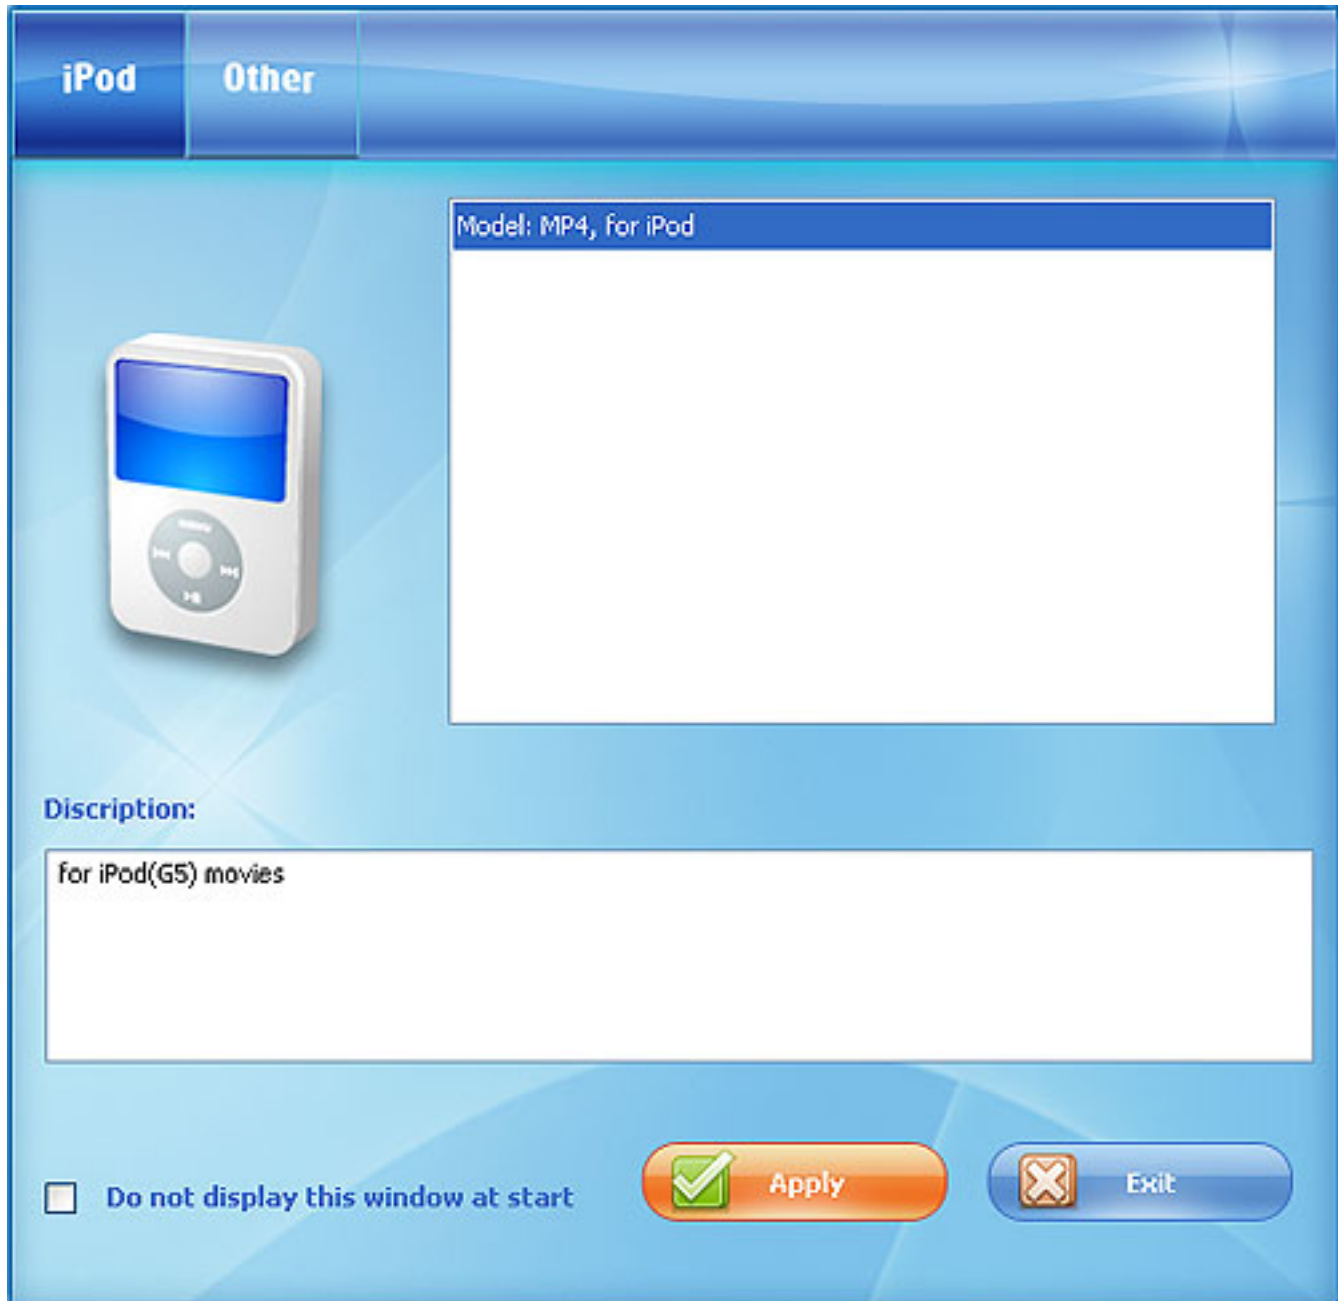 iPod Other
Model: MP4, for iPod
Discription:
for iPod(G5) movies
Do not display this window at start
Apply
Exit